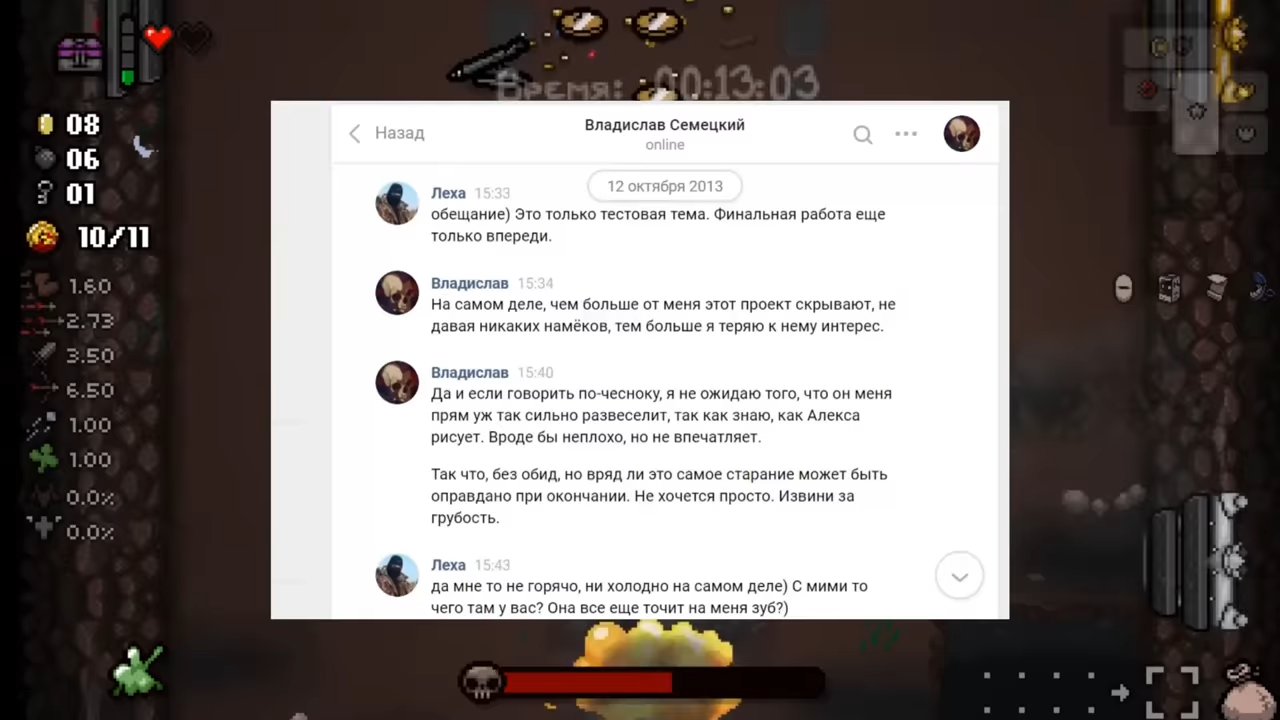 Время: 00:13:03
08
06
01
10/11
1.60
2.73
3.50
6.50
1.00
1.00
0.0%
0.0%
Назад
Владислав Семецкий
online
12 октября 2013
Леха 15:33
обещание) Это только тестовая тема. Финальная работа еще
только впереди.
Владислав 15:34
На самом деле, чем больше от меня этот проект скрывают, не
давая никаких намёков, тем больше я теряю к нему интерес.
Владислав 15:40
Да и если говорить по-чесноку, я не ожидаю того, что он меня
прям уж так сильно развеселит, так как знаю, как Алекса
рисует. Вроде бы неплохо, но не впечатляет.
Так что, без обид, но вряд ли это самое старание может быть
оправдано при окончании. Не хочется просто. Извини за
грубость.
Леха 15:43
да мне то не горячо, ни холодно на самом деле) С мими то
чего там у вас? Она все еще точит на меня зуб?)